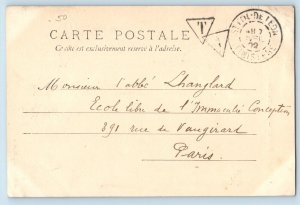 50
CARTE POSTALE
Ce côté est exclusivement réservé à l'adresse.
T
Monsieur l'abbé Lhanglard
Ecole libre de l'Immaculée Conception
391 rue de Vaugirard
Paris.